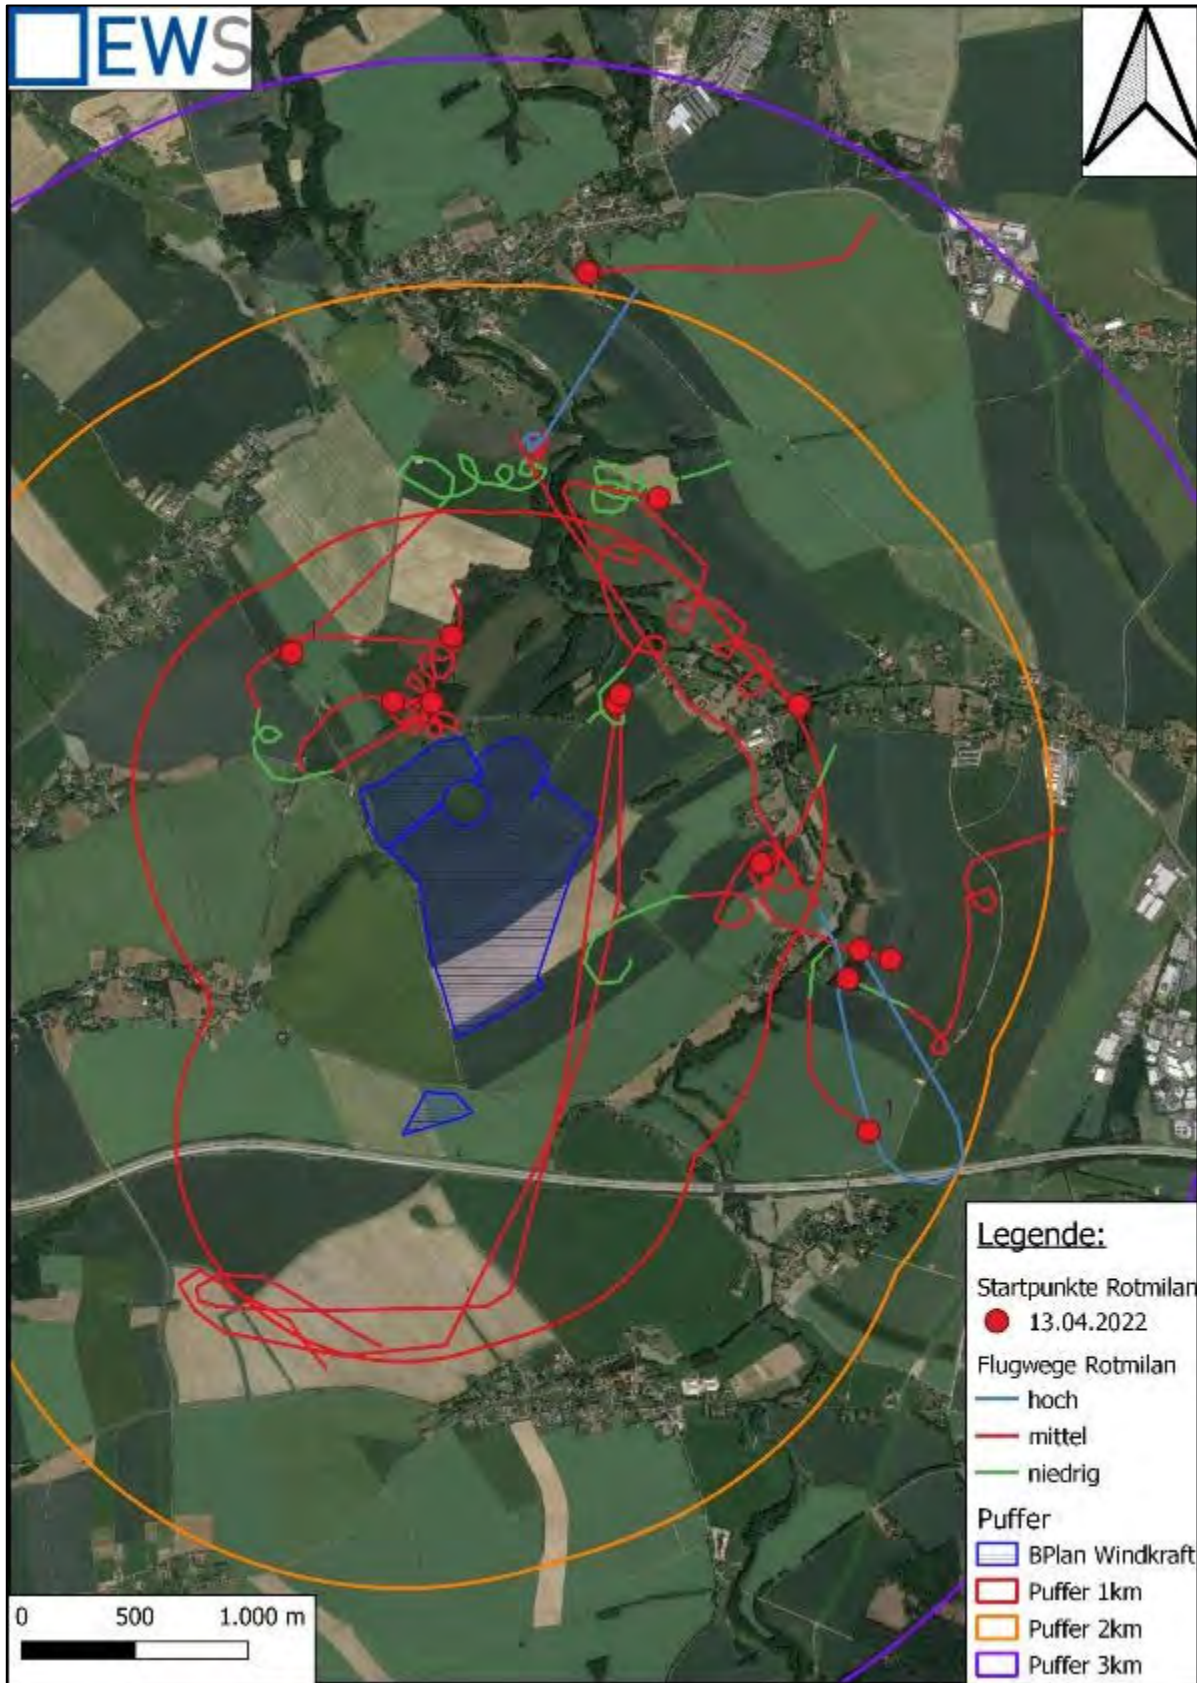 EWS
Legende:
Startpunkte Rotmilan
13.04.2022
Flugwege Rotmilan
hoch
mittel
niedrig
Puffer
BPlan Windkraft
Puffer 1km
Puffer 2km
Puffer 3km
0 500 1.000 m